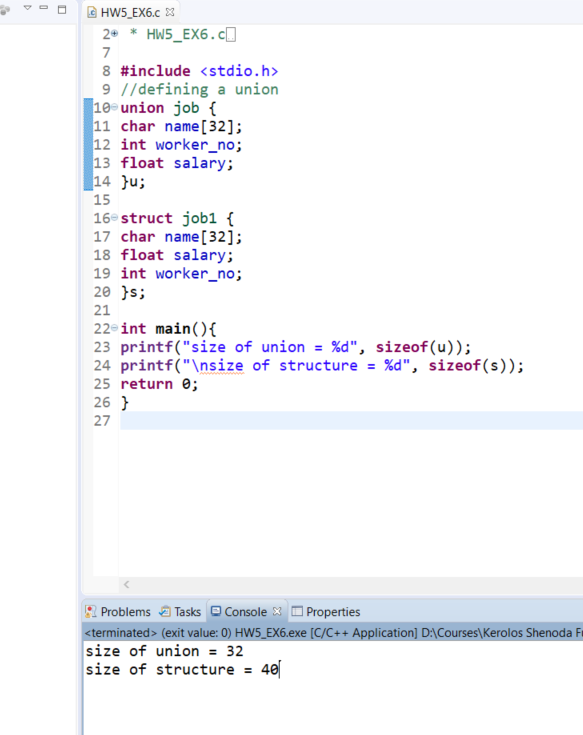 HW5_EX6.c
2 * HW5_EX6.c
7
8 #include <stdio.h>
9 //defining a union
10 union job {
11 char name[32];
12 int worker_no;
13 float salary;
14 }u;
15
16 struct job1 {
17 char name[32];
18 float salary;
19 int worker_no;
20 }s;
21
22 int main(){
23 printf("size of union = %d", sizeof(u));
24 printf("\nsize of structure = %d", sizeof(s));
25 return 0;
26 }
27
Problems Tasks Console Properties
<terminated> (exit value: 0) HW5_EX6.exe [C/C++ Application] D:\Courses\Kerolos Shenoda F
size of union = 32
size of structure = 40